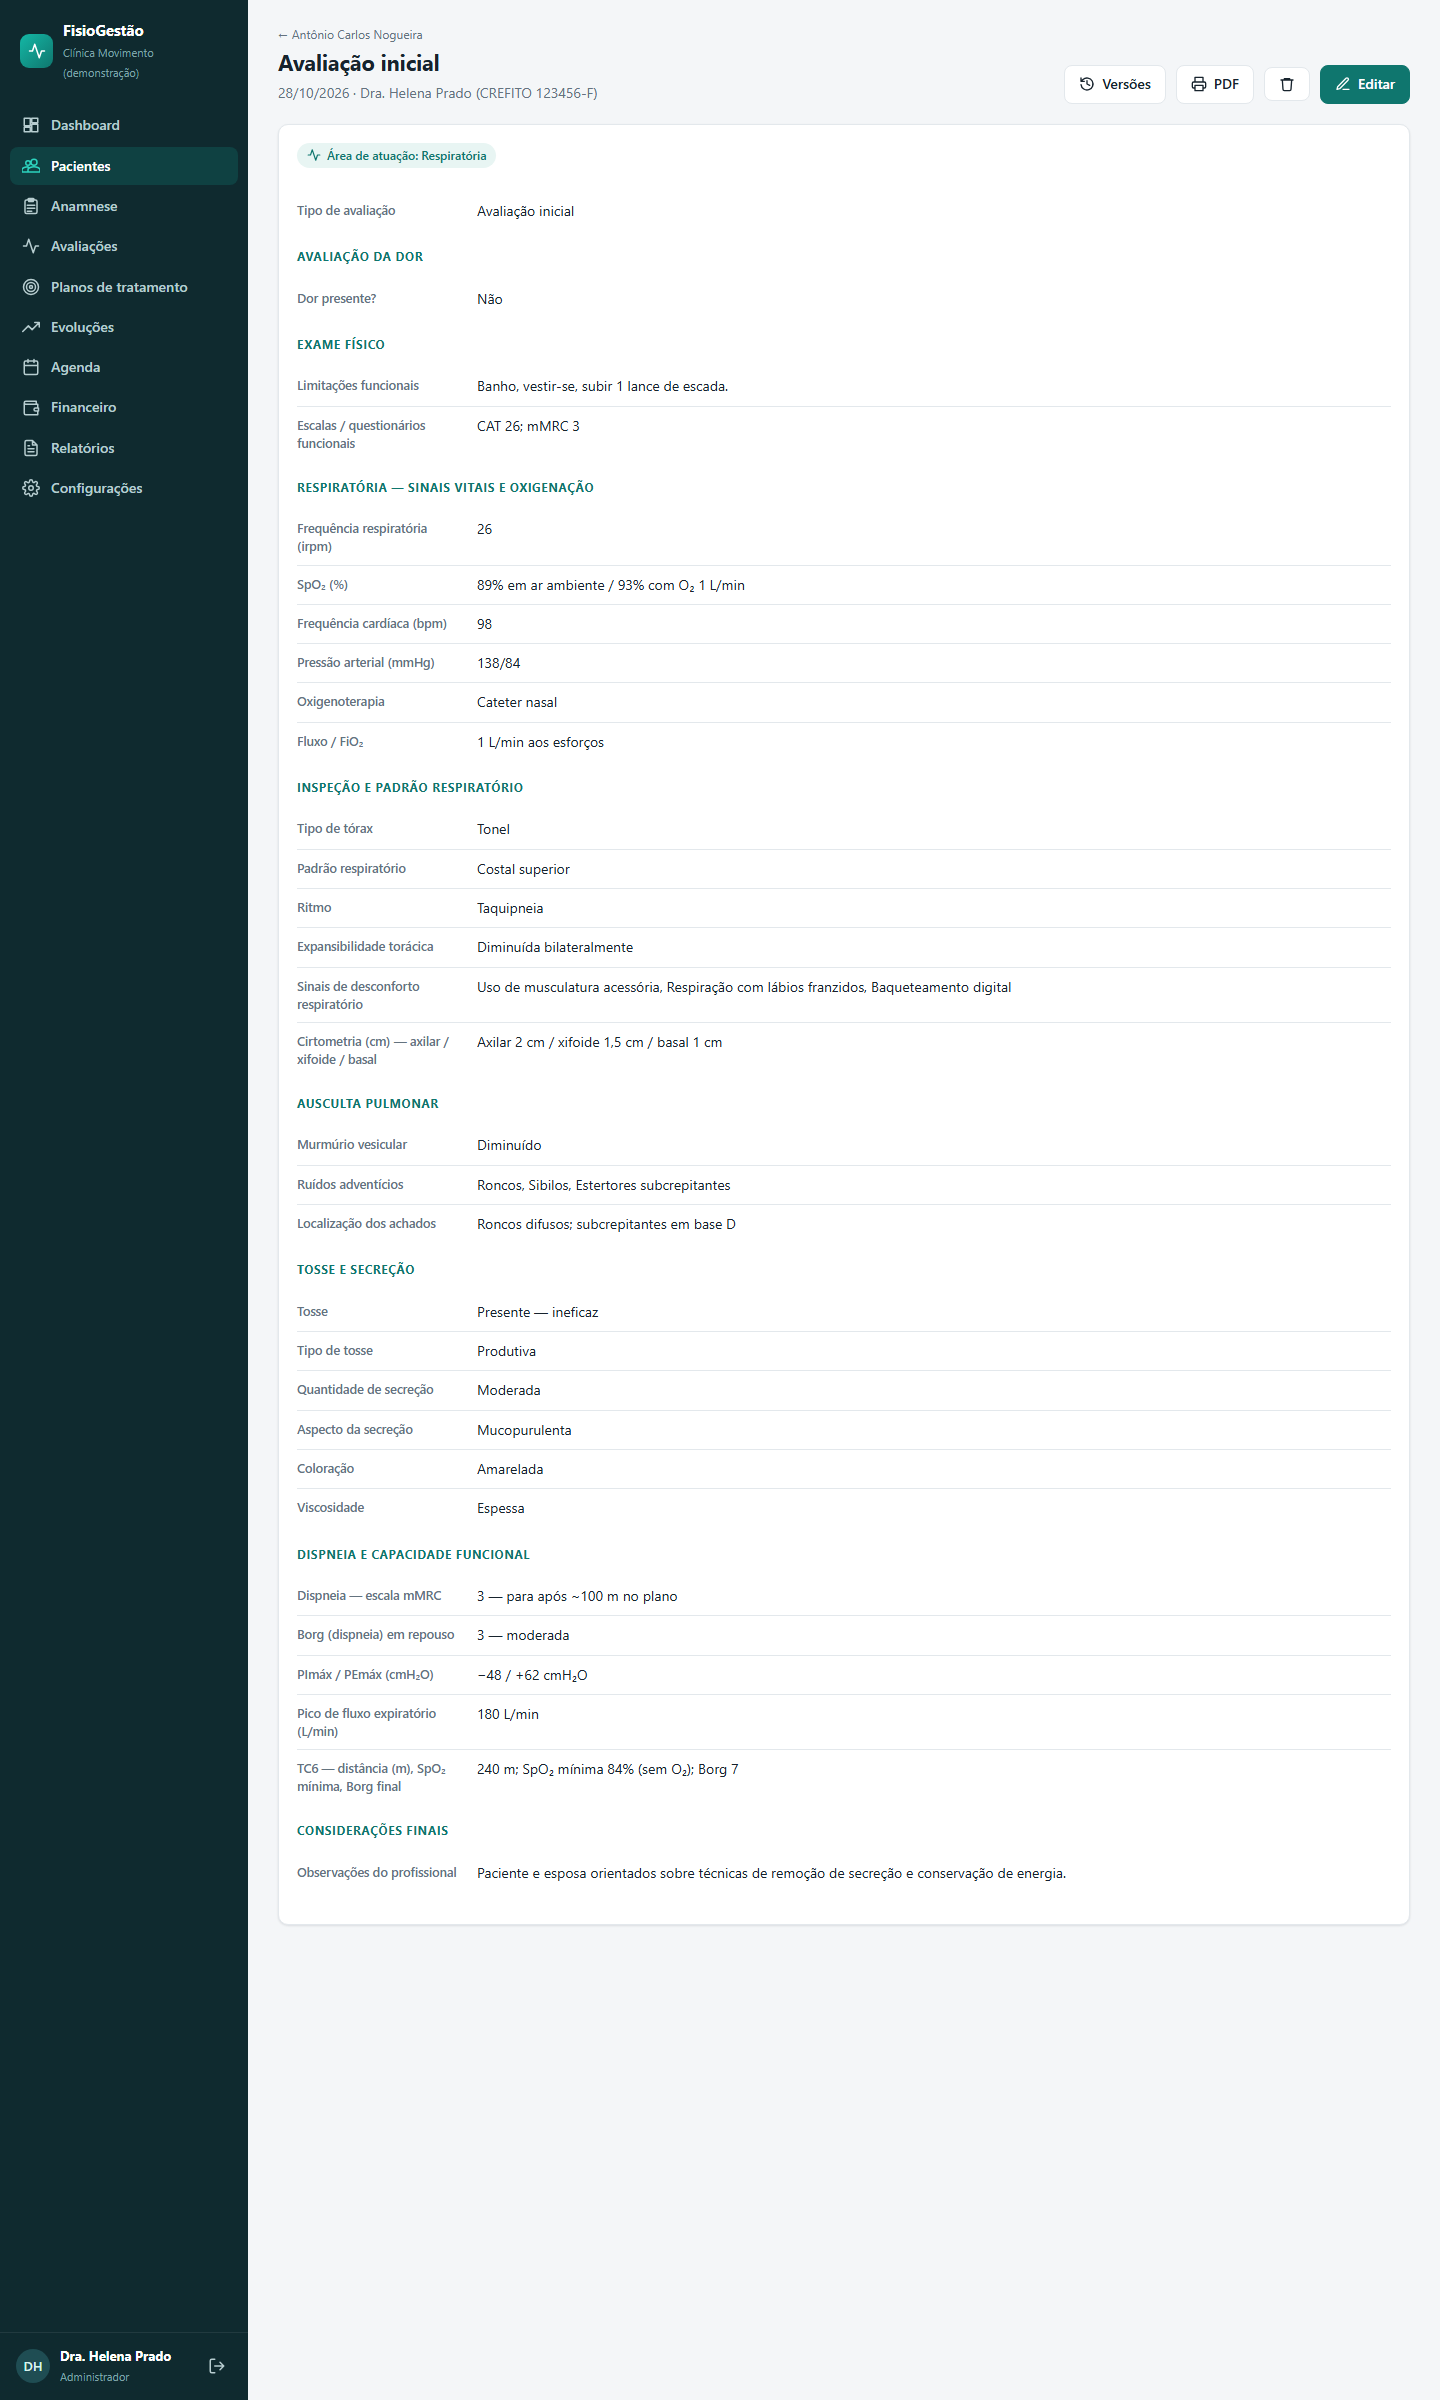 FisioGestão
Clínica Movimento
(demonstração)
Dashboard
Pacientes
Anamnese
Avaliações
Planos de tratamento
Evoluções
Agenda
Financeiro
Relatórios
Configurações
DH
Dra. Helena Prado
Administrador
← Antônio Carlos Nogueira
Avaliação inicial
28/10/2026 · Dra. Helena Prado (CREFITO 123456-F)
Versões
PDF
Editar
Área de atuação: Respiratória
Tipo de avaliação
Avaliação inicial
AVALIAÇÃO DA DOR
Dor presente?
Não
EXAME FÍSICO
Limitações funcionais
Banho, vestir-se, subir 1 lance de escada.
Escalas / questionários
funcionais
CAT 26; mMRC 3
RESPIRATÓRIA — SINAIS VITAIS E OXIGENAÇÃO
Frequência respiratória
(irpm)
26
SpO₂ (%)
89% em ar ambiente / 93% com O₂ 1 L/min
Frequência cardíaca (bpm)
98
Pressão arterial (mmHg)
138/84
Oxigenoterapia
Cateter nasal
Fluxo / FiO₂
1 L/min aos esforços
INSPEÇÃO E PADRÃO RESPIRATÓRIO
Tipo de tórax
Tonel
Padrão respiratório
Costal superior
Ritmo
Taquipneia
Expansibilidade torácica
Diminuída bilateralmente
Sinais de desconforto
respiratório
Uso de musculatura acessória, Respiração com lábios franzidos, Baqueteamento digital
Cirtometria (cm) — axilar /
xifoide / basal
Axilar 2 cm / xifoide 1,5 cm / basal 1 cm
AUSCULTA PULMONAR
Murmúrio vesicular
Diminuído
Ruídos adventícios
Roncos, Sibilos, Estertores subcrepitantes
Localização dos achados
Roncos difusos; subcrepitantes em base D
TOSSE E SECREÇÃO
Tosse
Presente — ineficaz
Tipo de tosse
Produtiva
Quantidade de secreção
Moderada
Aspecto da secreção
Mucopurulenta
Coloração
Amarelada
Viscosidade
Espessa
DISPNEIA E CAPACIDADE FUNCIONAL
Dispneia — escala mMRC
3 — para após ~100 m no plano
Borg (dispneia) em repouso
3 — moderada
PImáx / PEmáx (cmH₂O)
−48 / +62 cmH₂O
Pico de fluxo expiratório
(L/min)
180 L/min
TC6 — distância (m), SpO₂
mínima, Borg final
240 m; SpO₂ mínima 84% (sem O₂); Borg 7
CONSIDERAÇÕES FINAIS
Observações do profissional
Paciente e esposa orientados sobre técnicas de remoção de secreção e conservação de energia.